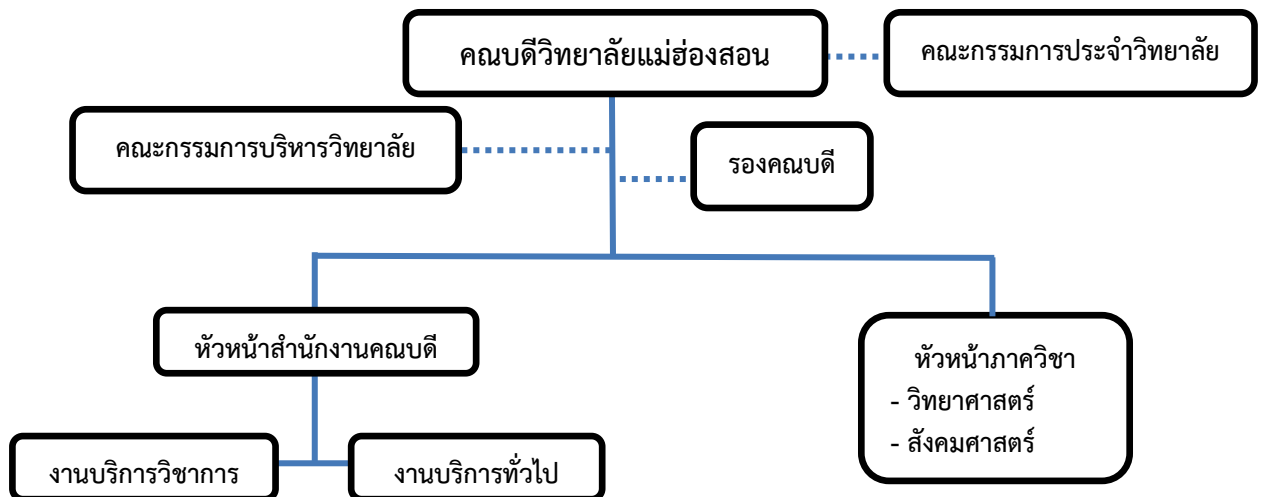 คณบดีวิทยาลัยแม่ฮ่องสอน
คณะกรรมการประจำวิทยาลัย
คณะกรรมการบริหารวิทยาลัย
รองคณบดี
หัวหน้าสำนักงานคณบดี
หัวหน้าภาควิชา
- วิทยาศาสตร์
- สังคมศาสตร์
งานบริการวิชาการ
งานบริการทั่วไป